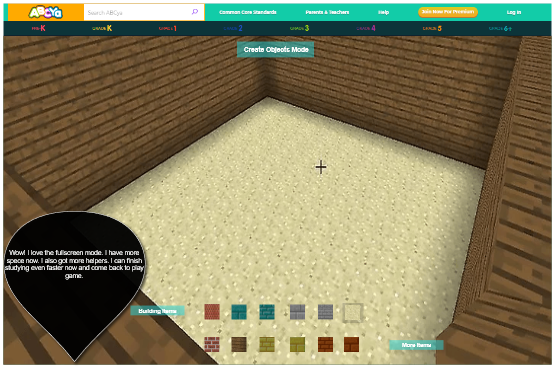 ABCya
Search ABCya
Common Core Standards
Parents & Teachers
Help
Join Now For Premium
Log In
PRE K
GRADE K
GRADE 1
GRADE 2
GRADE 3
GRADE 4
GRADE 5
GRADE 6+
Create Objects Mode
Wow! I love the fullscreen mode. I have more
spece now. I also got more helpers. I can finish
studying even faster now and come back to play
game.
Building Items
More Items